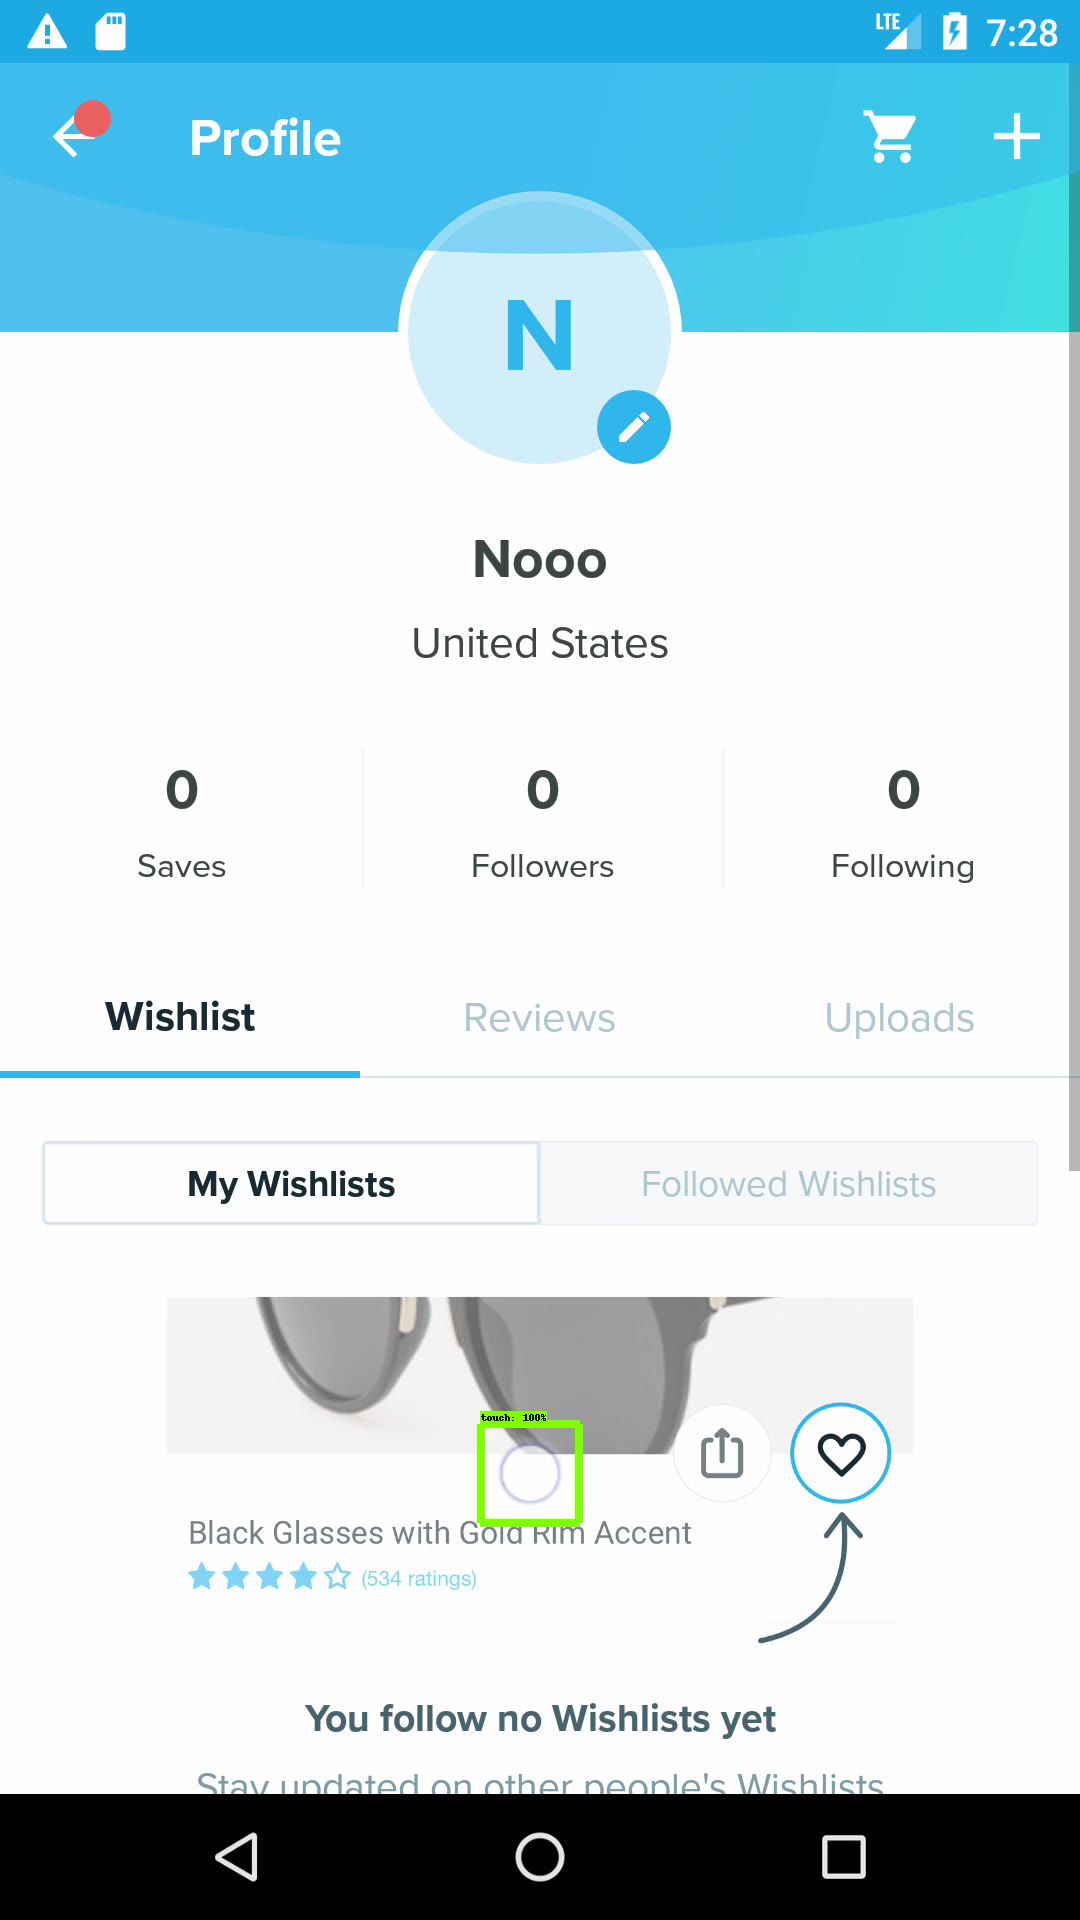 LTE 7:28
Profile
N
Nooo
United States
0 0 0
Saves Followers Following
Wishlist Reviews Uploads
My Wishlists Followed Wishlists
touch: 100%
Black Glasses with Gold Rim Accent
(534 ratings)
You follow no Wishlists yet
Stay updated on other people's Wishlists